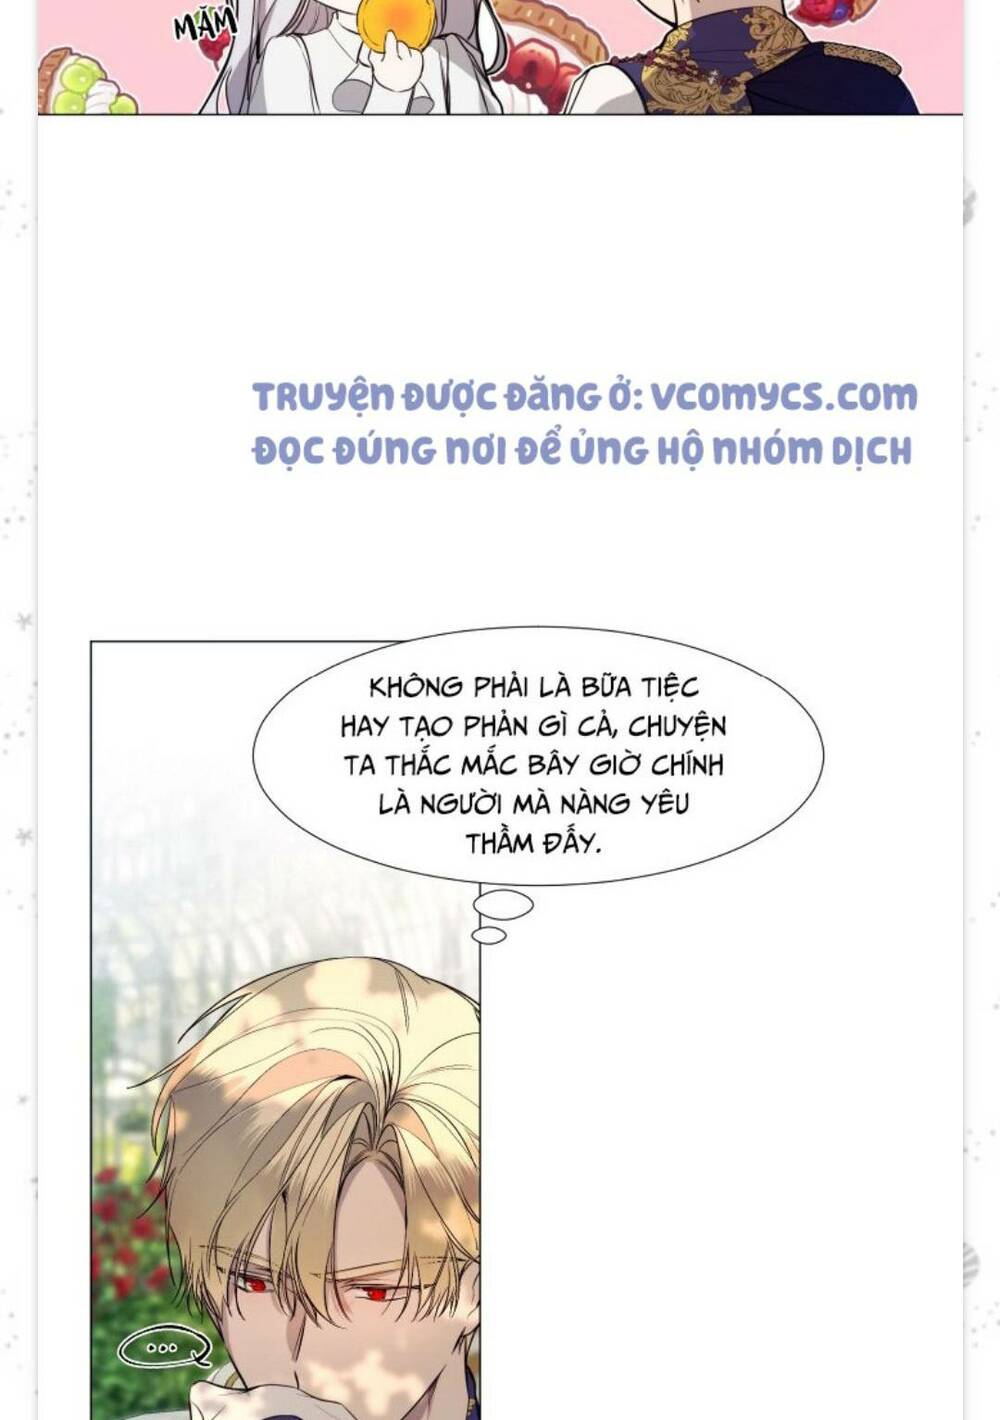 MĂM
TRUYỆN ĐƯỢC ĐĂNG Ở: VCOMYCS.COM
ĐỌC ĐÚNG NƠI ĐỂ ỦNG HỘ NHÓM DỊCH
KHÔNG PHẢI LÀ BỮA TIỆC
HAY TẠO PHẢN GÌ CẢ, CHUYỆN
TA THẮC MẮC BÂY GIỜ CHÍNH
LÀ NGƯỜI MÀ NÀNG YÊU
THẦM ĐẤY.
...